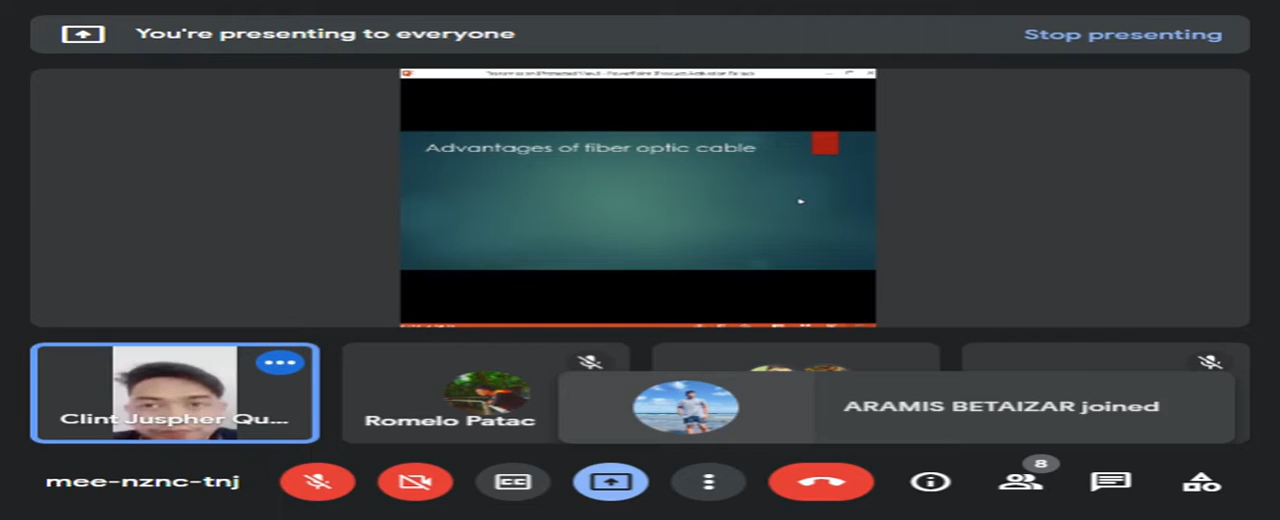 You're presenting to everyone
Stop presenting
Advantages of fiber optic cable
Clint Juspher Qu...
Romelo Patac
ARAMIS BETAIZAR joined
mee-nznc-tnj
CC
8